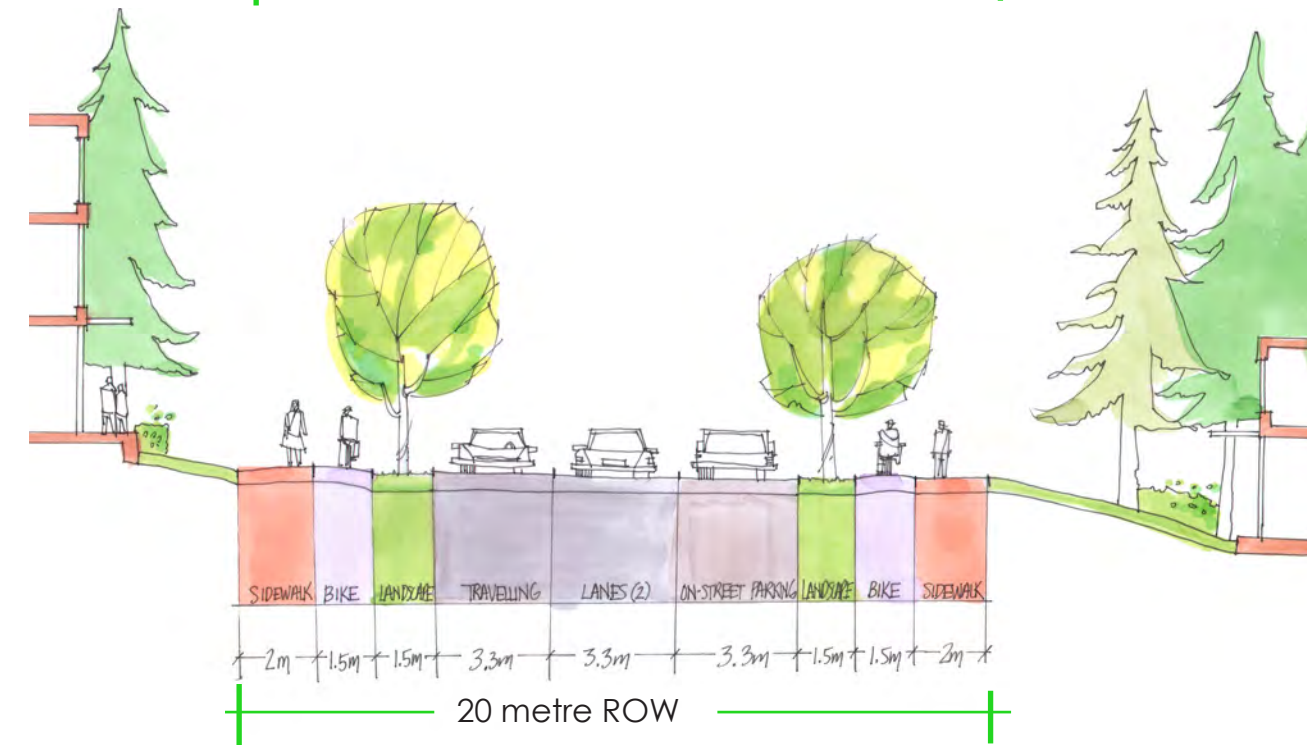 SIDEWALK BIKE LANDSCAPE TRAVELLING LANES (2) ON-STREET PARKING LANDSCAPE BIKE SIDEWALK
2m 1.5m 1.5m 3.3m 3.3m 3.3m 1.5m 1.5m 2m
20 metre ROW